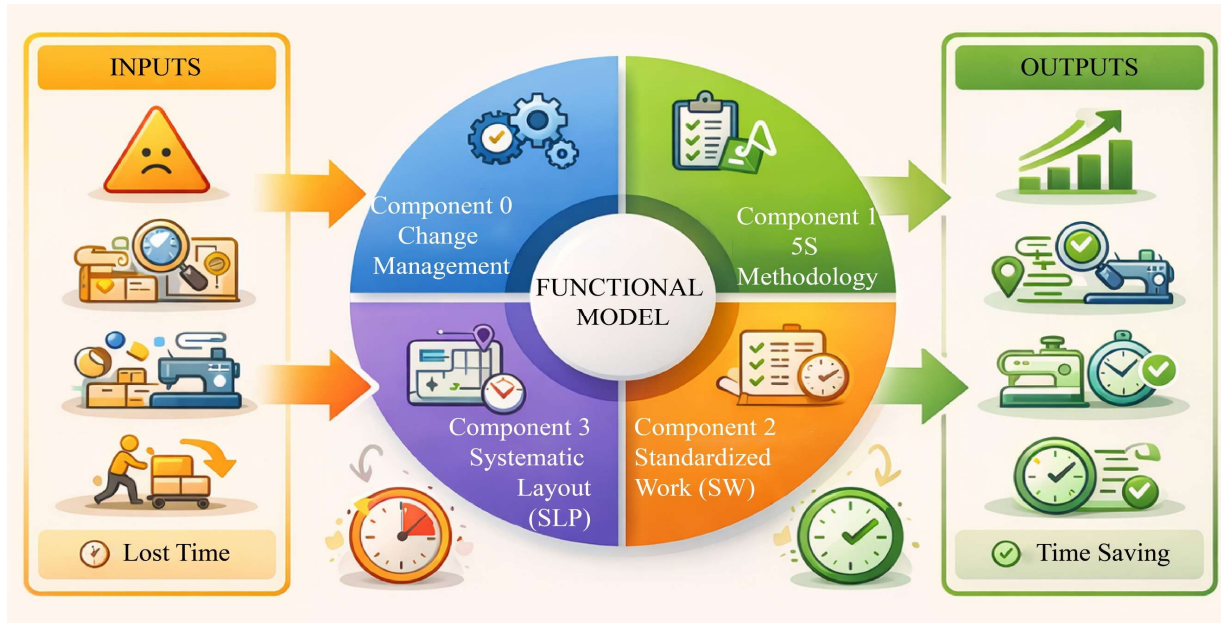 INPUTS
Lost Time
Component 0
Change
Management
Component 1
5S
Methodology
FUNCTIONAL
MODEL
Component 3
Systematic
Layout
(SLP)
Component 2
Standardized
Work (SW)
OUTPUTS
Time Saving